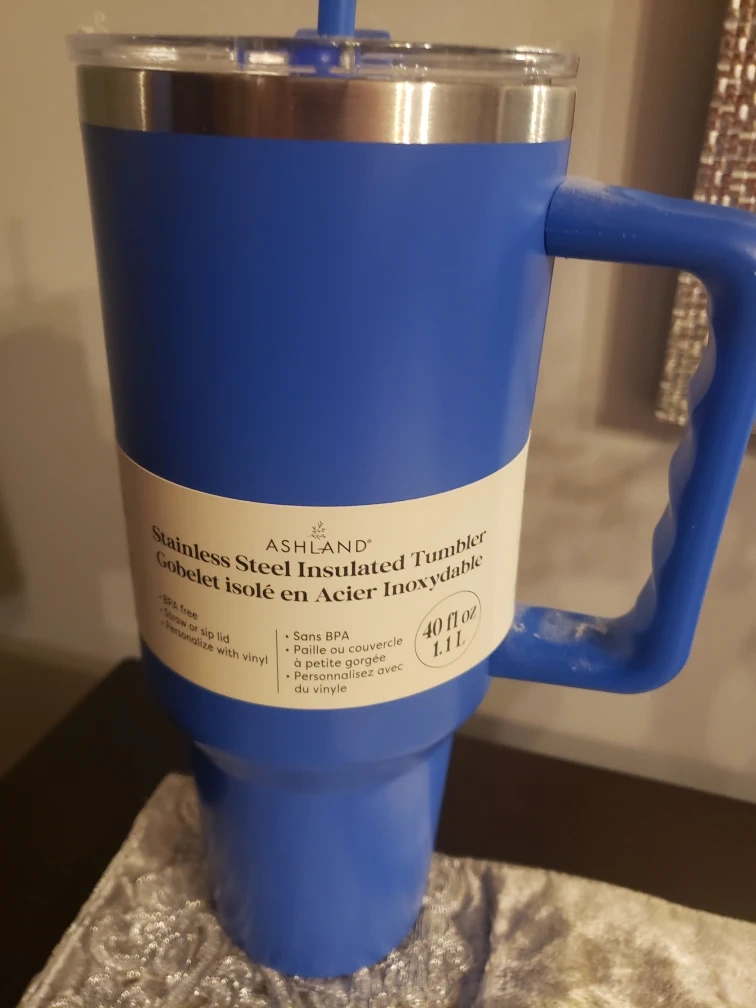 ASHLAND®
Stainless Steel Insulated Tumbler
Gobelet isolé en Acier Inoxydable
• BPA free
• Straw or sip lid
• Personalize with vinyl
• Sans BPA
• Paille ou couvercle
à petite gorgée
• Personnalisez avec
du vinyle
40 fl oz
1.1 L